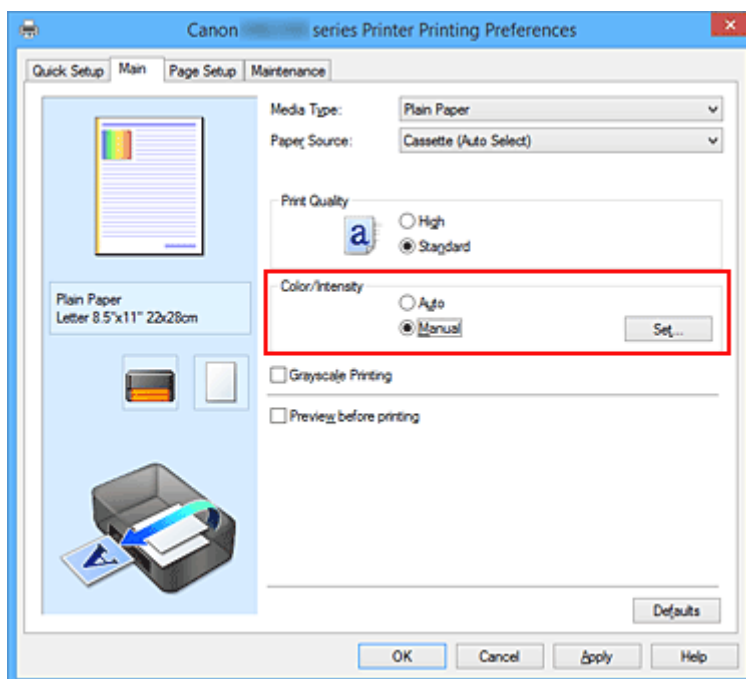 Canon series Printer Printing Preferences
Quick Setup Main Page Setup Maintenance
Media Type: Plain Paper
Paper Source: Cassette (Auto Select)
Print Quality
High
a
Standard
Color/Intensity
Auto
Manual
Set...
Plain Paper
Letter 8.5"x11" 22x28cm
Grayscale Printing
Preview before printing
A
Defaults
OK Cancel Apply Help